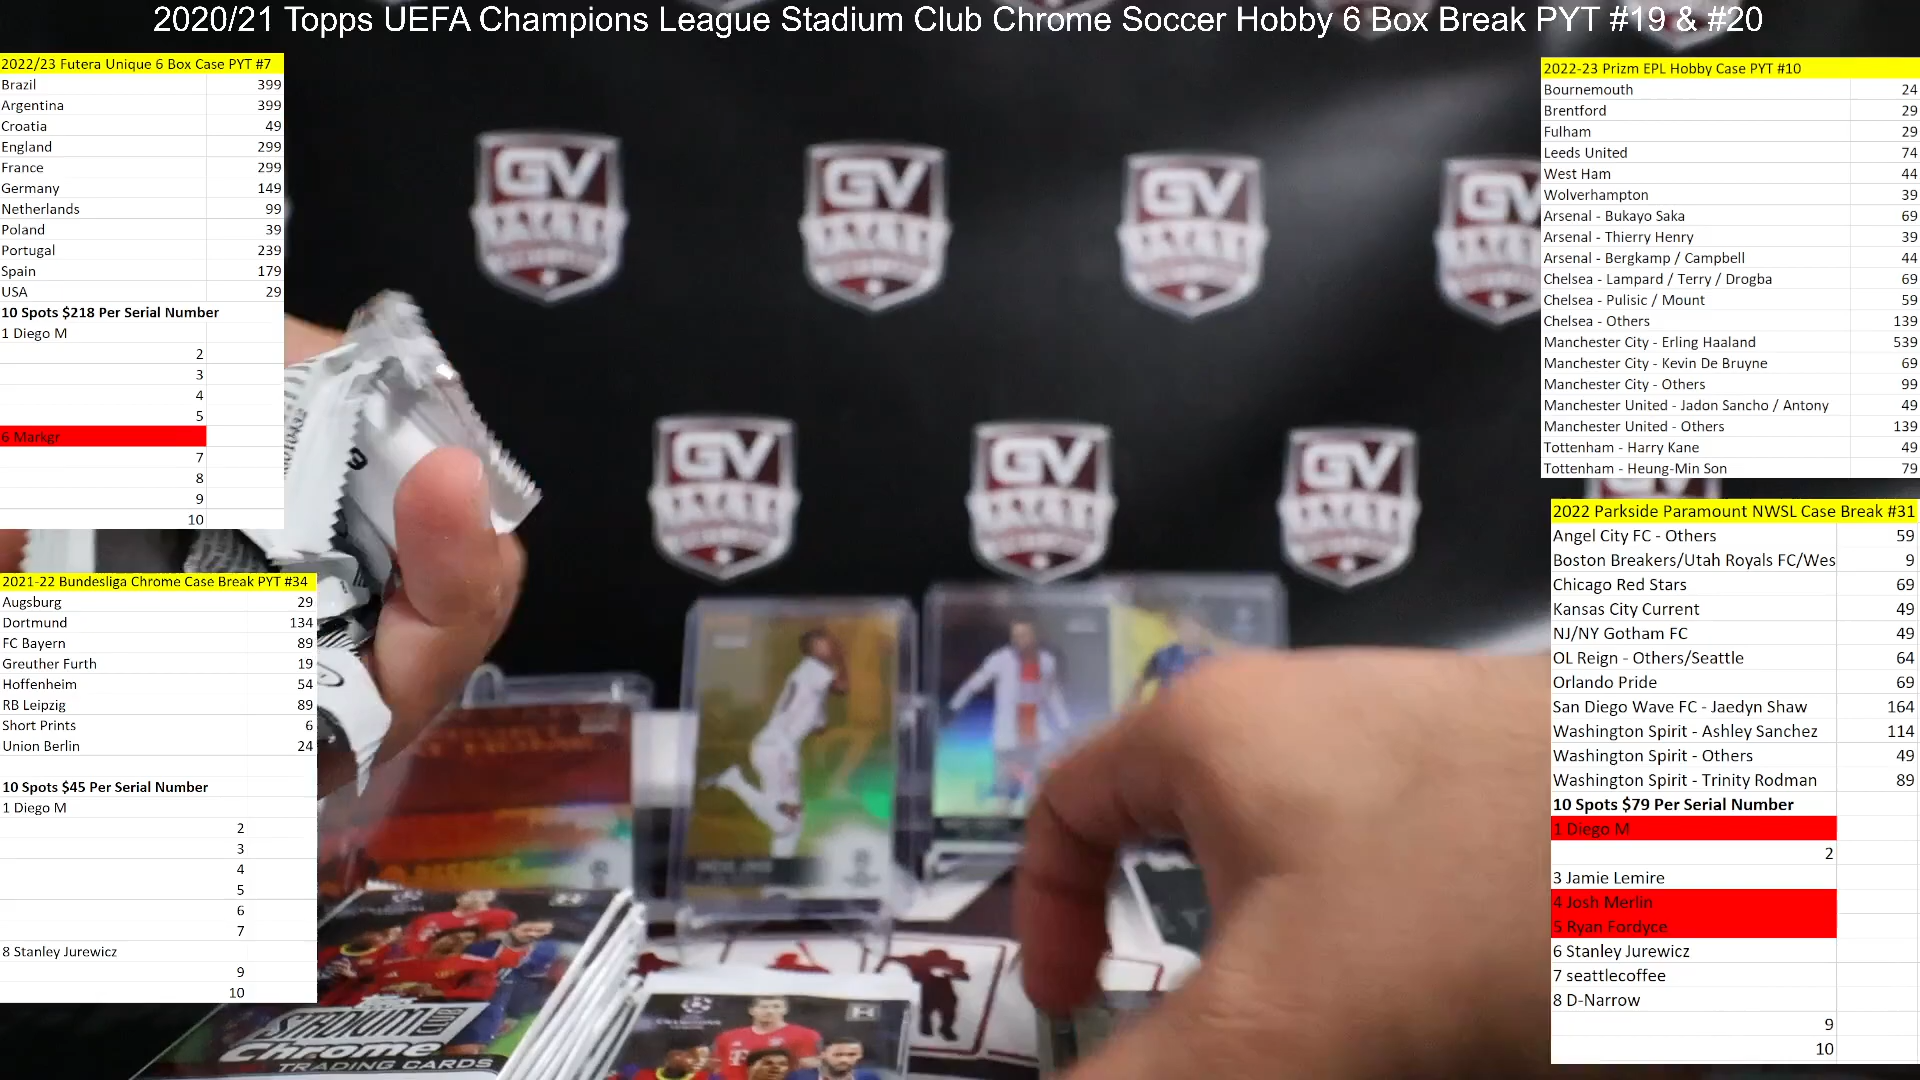 2020/21 Topps UEFA Champions League Stadium Club Chrome Soccer Hobby 6 Box Break PYT #19 & #20
2022/23 Futera Unique 6 Box Case PYT #7
Brazil 399
Argentina 399
Croatia 49
England 299
France 299
Germany 149
Netherlands 99
Poland 39
Portugal 239
Spain 179
USA 29
10 Spots $218 Per Serial Number
1 Diego M
2
3
4
5
6 Markgr
7
8
9
10
2021-22 Bundesliga Chrome Case Break PYT #34
Augsburg 29
Dortmund 134
FC Bayern 89
Greuther Furth 19
Hoffenheim 54
RB Leipzig 89
Short Prints 6
Union Berlin 24
10 Spots $45 Per Serial Number
1 Diego M
2
3
4
5
6
7
8 Stanley Jurewicz
9
10
2022-23 Prizm EPL Hobby Case PYT #10
Bournemouth 24
Brentford 29
Fulham 29
Leeds United 74
West Ham 44
Wolverhampton 39
Arsenal - Bukayo Saka 69
Arsenal - Thierry Henry 39
Arsenal - Bergkamp / Campbell 44
Chelsea - Lampard / Terry / Drogba 69
Chelsea - Pulisic / Mount 59
Chelsea - Others 139
Manchester City - Erling Haaland 539
Manchester City - Kevin De Bruyne 69
Manchester City - Others 99
Manchester United - Jadon Sancho / Antony 49
Manchester United - Others 139
Tottenham - Harry Kane 49
Tottenham - Heung-Min Son 79
2022 Parkside Paramount NWSL Case Break #31
Angel City FC - Others 59
Boston Breakers/Utah Royals FC/Wes 9
Chicago Red Stars 69
Kansas City Current 49
NJ/NY Gotham FC 49
OL Reign - Others/Seattle 64
Orlando Pride 69
San Diego Wave FC - Jaedyn Shaw 164
Washington Spirit - Ashley Sanchez 114
Washington Spirit - Others 49
Washington Spirit - Trinity Rodman 89
10 Spots $79 Per Serial Number
1 Diego M
2
3 Jamie Lemire
4 Josh Merlin
5 Ryan Fordyce
6 Stanley Jurewicz
7 seattlecoffee
8 D-Narrow
9
10
GV
GV
GV
GV
GV
GV
GV
STADIUM CLUB
Chrome
TRADING CARDS